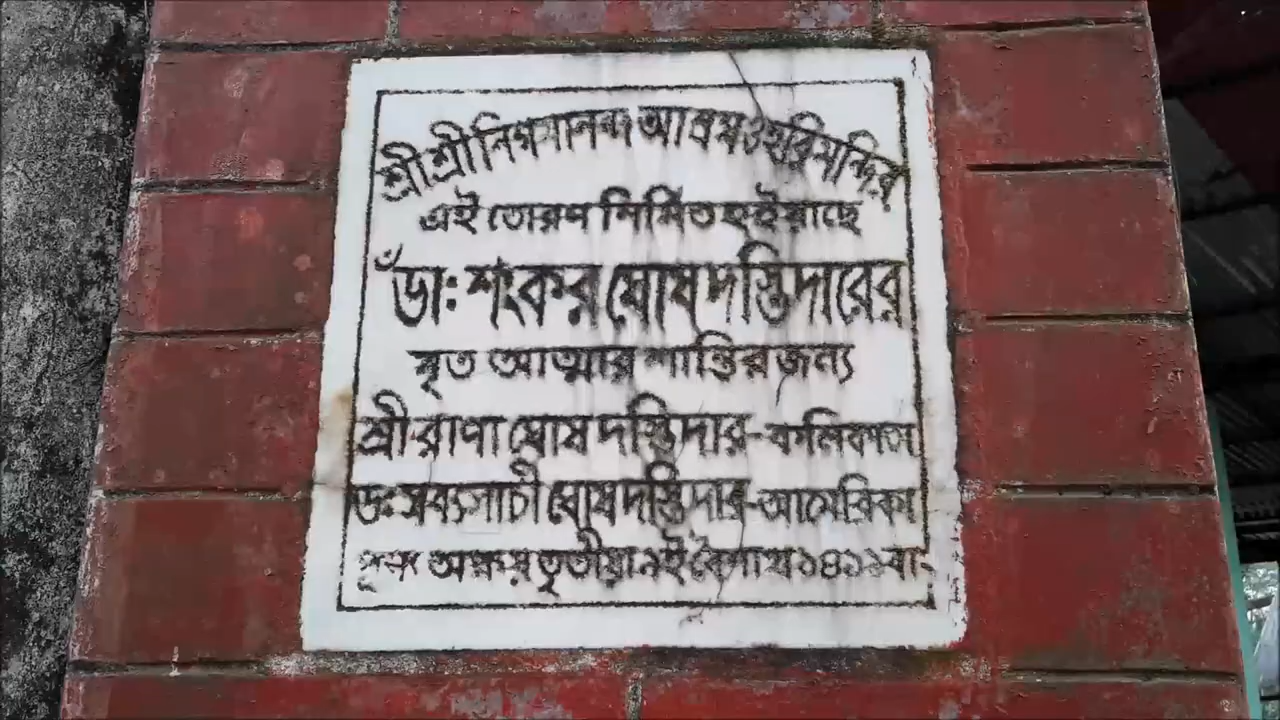 শ্রীশ্রী নিগমানন্দ আশ্রম ও হরিমন্দির
এই তোরণ নির্মিত হইয়াছে
ডাঁ: শংকর ঘোষ দস্তিদারের
মৃত আত্মার শান্তির জন্য
শ্রী রাণা ঘোষ দস্তিদার-কলিকাতা
ডঃ সব্যসাচী ঘোষ দস্তিদার-আমেরিকা
অক্ষয় তৃতীয়া ৯ই বৈশাখ ১৪১১ বা.